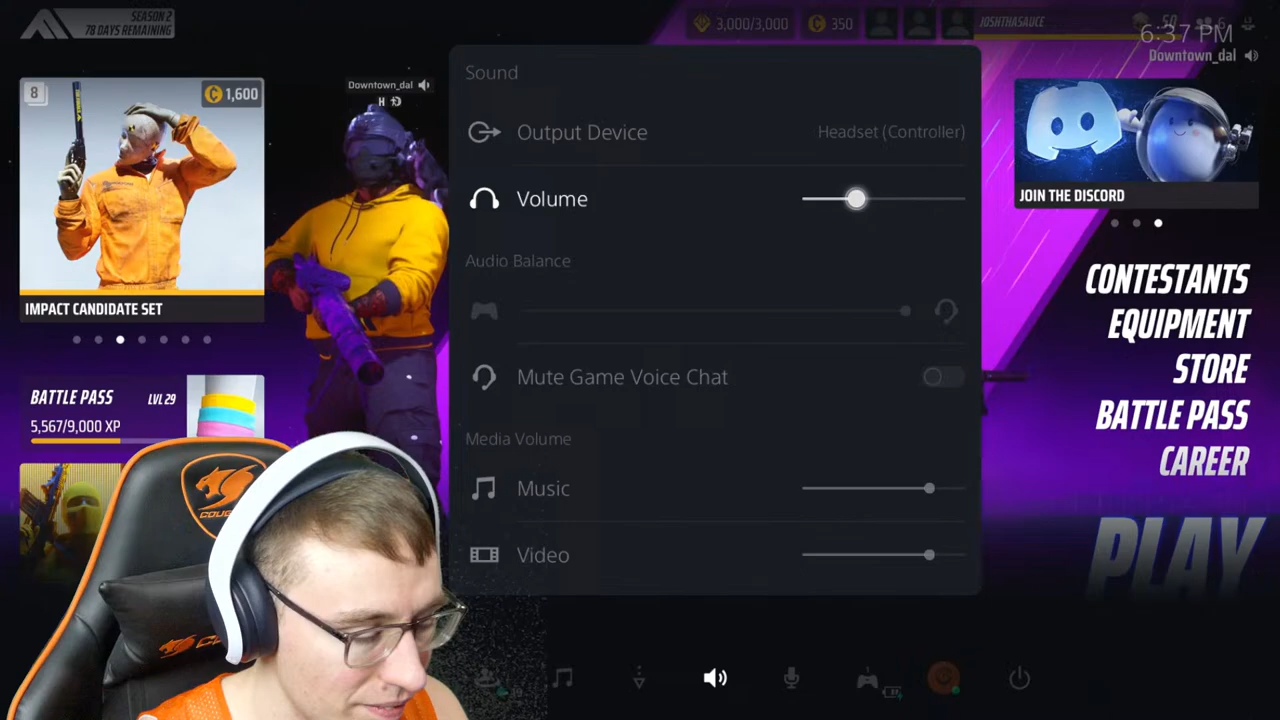 SEASON 2
78 DAYS REMAINING
3,000/3,000
350
JOSHTHASAUCE
50
6
6:37 PM
Downtown_dal
8
1,600
Downtown_dal
H
IMPACT CANDIDATE SET
BATTLE PASS
LVL 29
5,567/9,000 XP
Sound
Output Device
Headset (Controller)
Volume
Audio Balance
Mute Game Voice Chat
Media Volume
Music
Video
JOIN THE DISCORD
CONTESTANTS
EQUIPMENT
STORE
BATTLE PASS
CAREER
PLAY
COUGAR